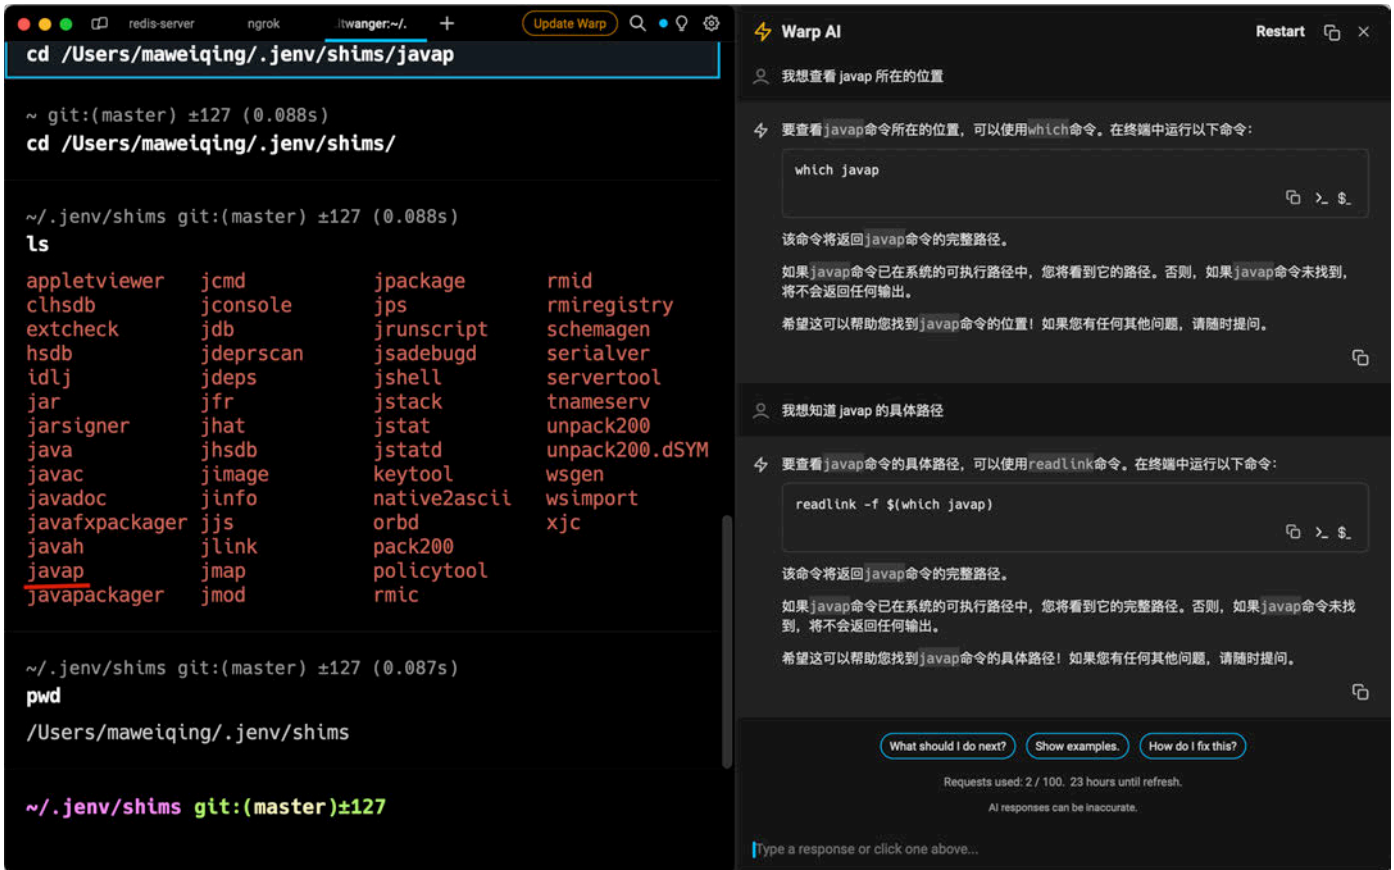 redis-server ngrok .itwanger:~/. + Update Warp
cd /Users/maweiqing/.jenv/shims/javap
~ git:(master) ±127 (0.088s)
cd /Users/maweiqing/.jenv/shims/
~/.jenv/shims git:(master) ±127 (0.088s)
ls
appletviewer jcmd jpackage rmid
clhsdb jconsole jps rmiregistry
extcheck jdb jrunscript schemagen
hsdb jdeprscan jsadebugd serialver
idlj jdeps jshell servertool
jar jfr jstack tnameserv
jarsigner jhat jstat unpack200
java jhsdb jstatd unpack200.dSYM
javac jimage keytool wsgen
javadoc jinfo native2ascii wsimport
javafxpackager jjs orbd xjc
javah jlink pack200
javap jmap policytool
javapackager jmod rmic
~/.jenv/shims git:(master) ±127 (0.087s)
pwd
/Users/maweiqing/.jenv/shims
~/.jenv/shims git:(master)±127
Warp AI Restart
我想查看 javap 所在的位置
要查看javap命令所在的位置，可以使用which命令。在终端中运行以下命令：
which javap
>_ $_
该命令将返回javap命令的完整路径。
如果javap命令已在系统的可执行路径中，您将看到它的路径。否则，如果javap命令未找到，
将不会返回任何输出。
希望这可以帮助您找到javap命令的位置！如果您有任何其他问题，请随时提问。
我想知道 javap 的具体路径
要查看javap命令的具体路径，可以使用readlink命令。在终端中运行以下命令：
readlink -f $(which javap)
>_ $_
该命令将返回javap命令的完整路径。
如果javap命令已在系统的可执行路径中，您将看到它的完整路径。否则，如果javap命令未找
到，将不会返回任何输出。
希望这可以帮助您找到javap命令的具体路径！如果您有任何其他问题，请随时提问。
What should I do next? Show examples. How do I fix this?
Requests used: 2 / 100. 23 hours until refresh.
AI responses can be inaccurate.
Type a response or click one above...